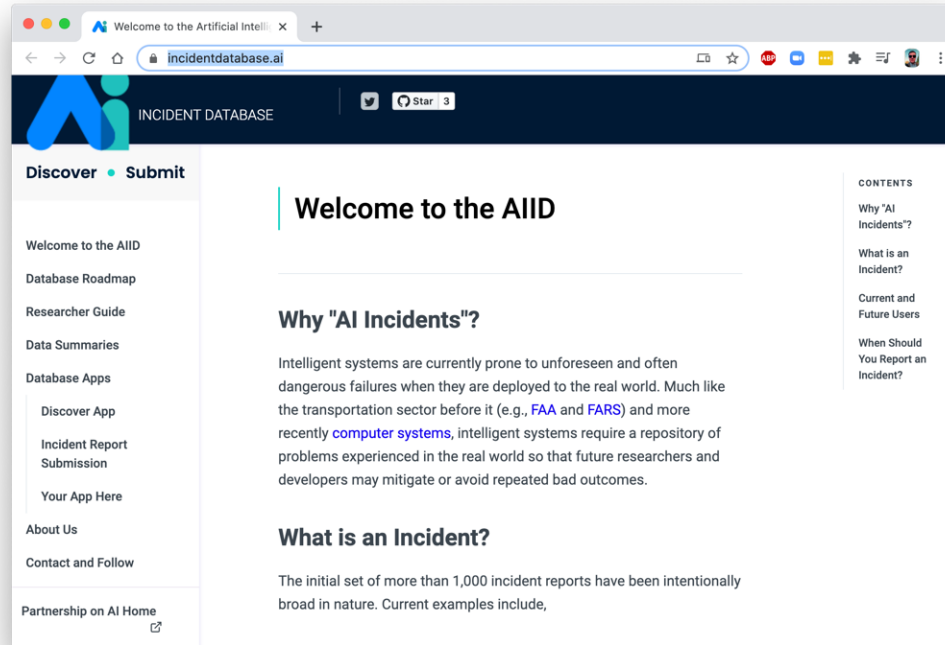 Welcome to the Artificial Intelli
incidentdatabase.ai
ABP
INCIDENT DATABASE
Star 3
Discover • Submit
Welcome to the AIID
Database Roadmap
Researcher Guide
Data Summaries
Database Apps
Discover App
Incident Report
Submission
Your App Here
About Us
Contact and Follow
Partnership on AI Home
Welcome to the AIID
Why "AI Incidents"?
Intelligent systems are currently prone to unforeseen and often
dangerous failures when they are deployed to the real world. Much like
the transportation sector before it (e.g., FAA and FARS) and more
recently computer systems, intelligent systems require a repository of
problems experienced in the real world so that future researchers and
developers may mitigate or avoid repeated bad outcomes.
What is an Incident?
The initial set of more than 1,000 incident reports have been intentionally
broad in nature. Current examples include,
CONTENTS
Why "AI
Incidents"?
What is an
Incident?
Current and
Future Users
When Should
You Report an
Incident?